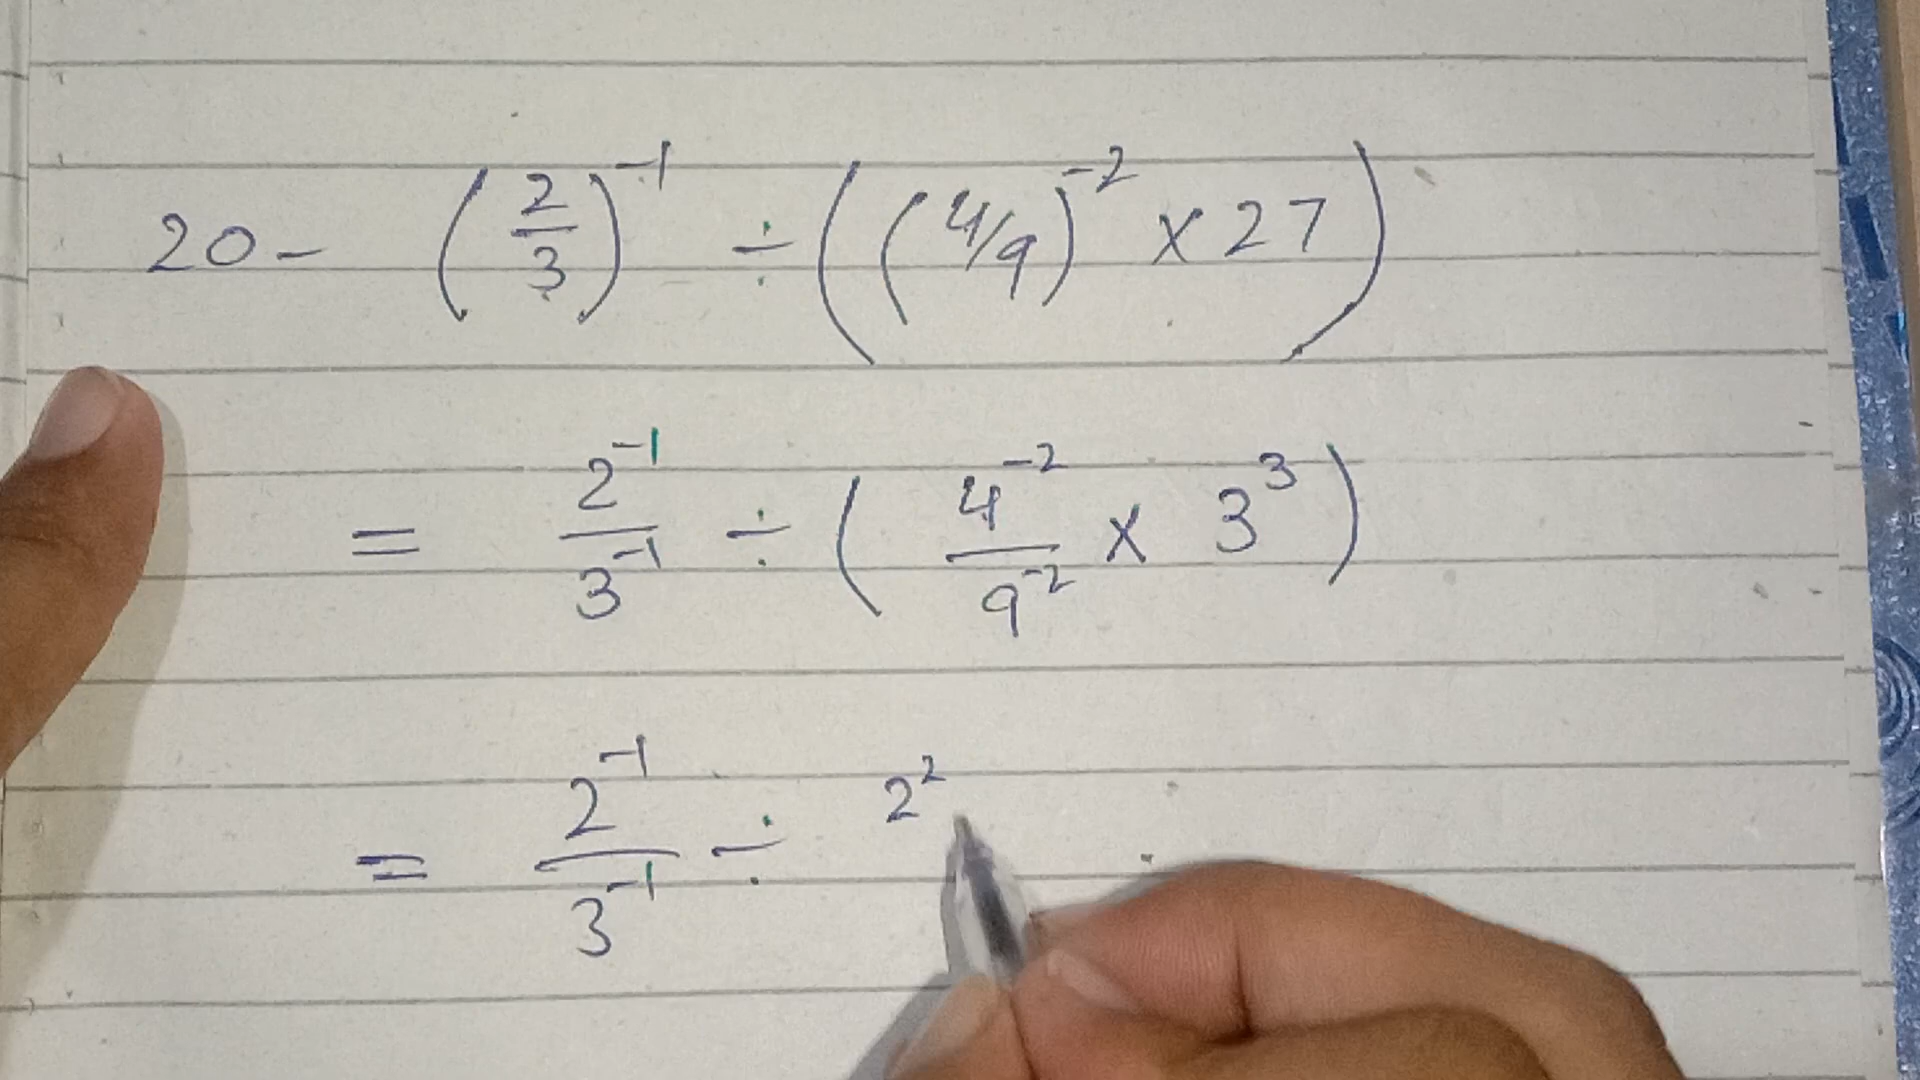 20- (2/3)^-1 ÷ ((4/9)^-2 × 27)
= 2^-1/3^-1 ÷ (4^-2/9^-2 × 3^3)
= 2^-1/3^-1 ÷ 2^2